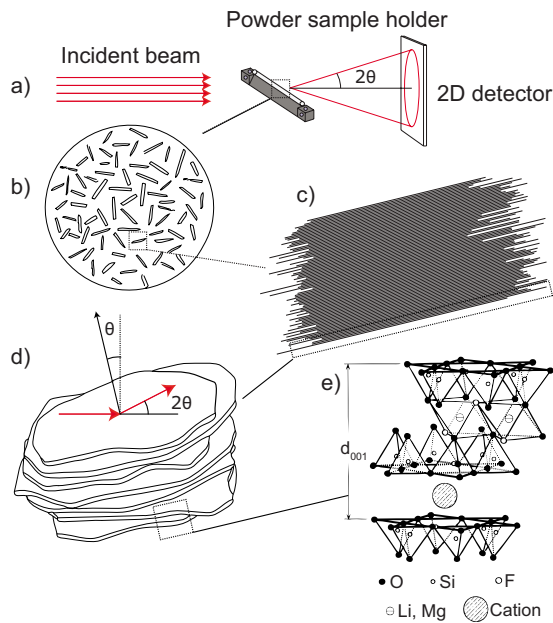 Powder sample holder
Incident beam
a)
2θ
2D detector
b)
c)
d)
θ
2θ
e)
d001
O Si F
Li, Mg Cation